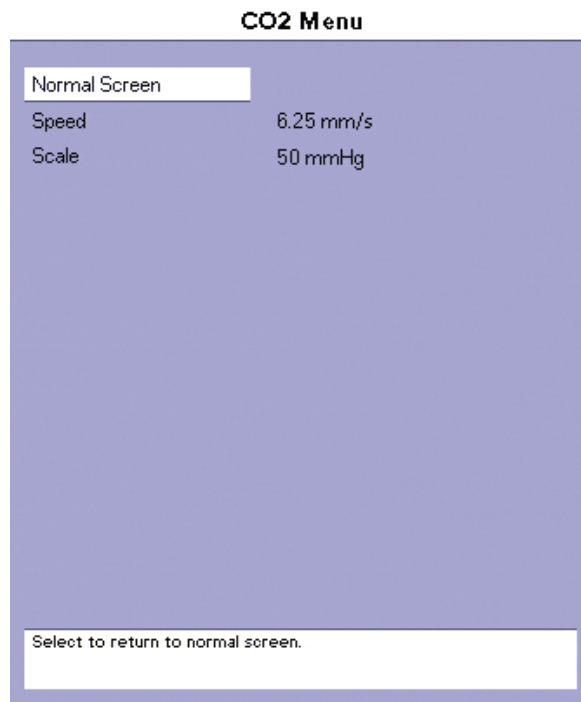 CO2 Menu
Normal Screen
Speed 6.25 mm/s
Scale 50 mmHg
Select to return to normal screen.